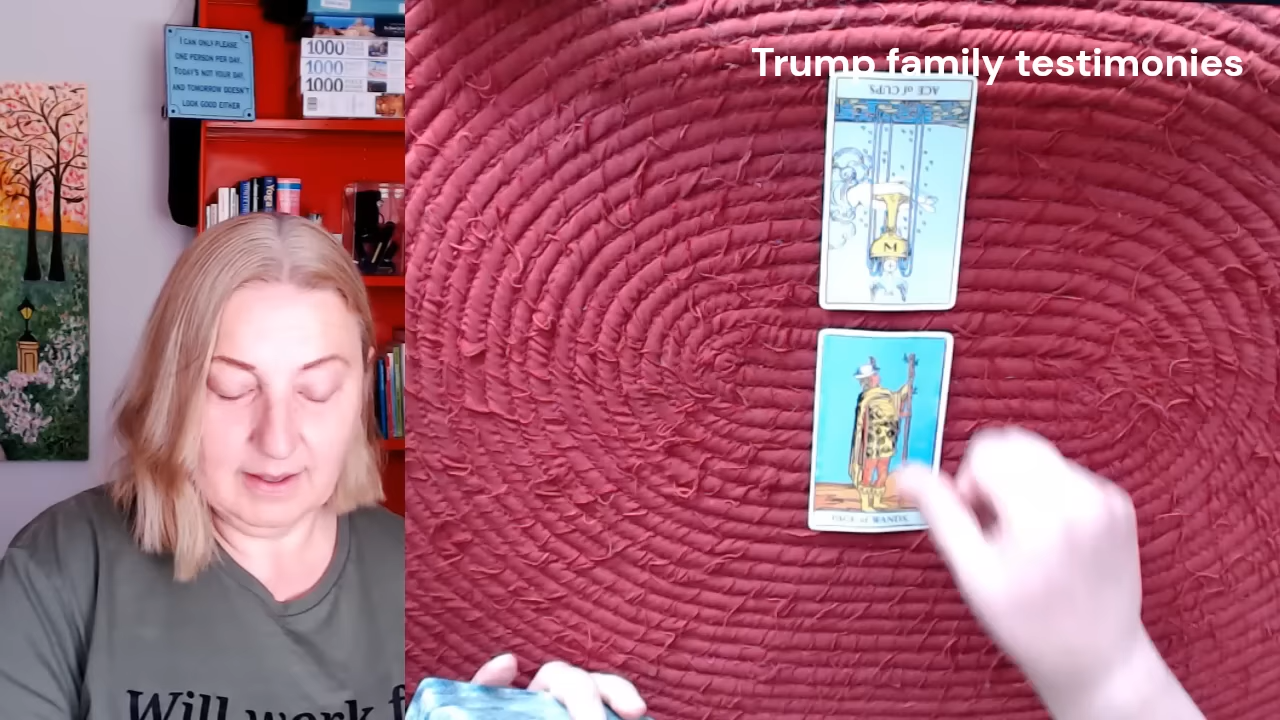 I CAN ONLY PLEASE
ONE PERSON PER DAY.
TODAY'S NOT YOUR DAY,
AND TOMORROW DOESN'T
LOOK GOOD EITHER
1000
1000
1000
Yoga
Will work f
Trump family testimonies
ACE of CUPS
PAGE of WANDS